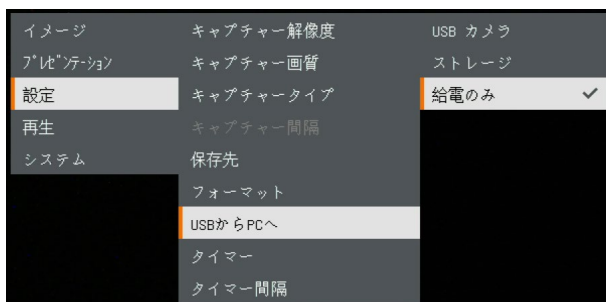 イメージ
プレゼンテーション
設定
再生
システム
キャプチャー解像度
キャプチャー画質
キャプチャータイプ
キャプチャー間隔
保存先
フォーマット
USBからPCへ
タイマー
タイマー間隔
USB カメラ
ストレージ
給電のみ